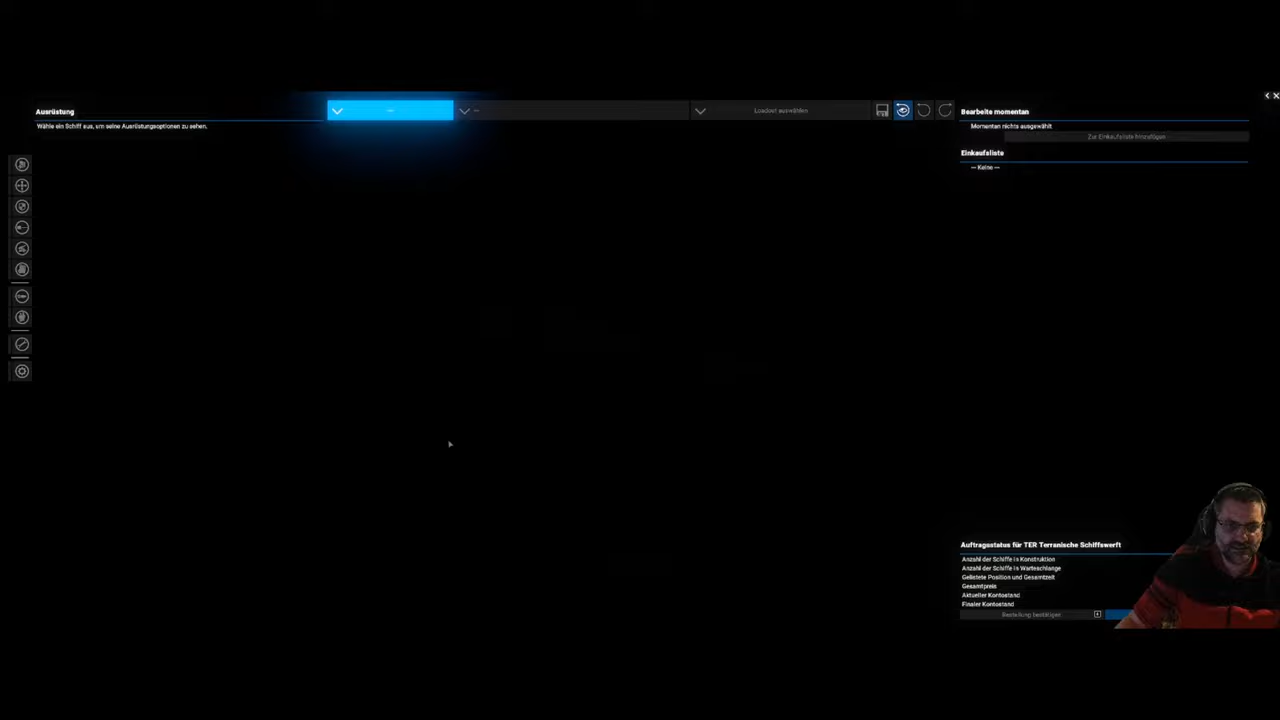 Ausrüstung
Wähle ein Schiff aus, um seine Ausrüstungsoptionen zu sehen.
--
--
Loadout auswählen
Bearbeite momentan
Momentan nichts ausgewählt
Zur Einkaufsliste hinzufügen
Einkaufsliste
-- Keine --
Auftragsstatus für TER Terranische Schiffswerft
Anzahl der Schiffe in Konstruktion
Anzahl der Schiffe in Warteschlange
Gelistete Position und Gesamtzeit
Gesamtpreis
Aktueller Kontostand
Finaler Kontostand
Bestellung bestätigen